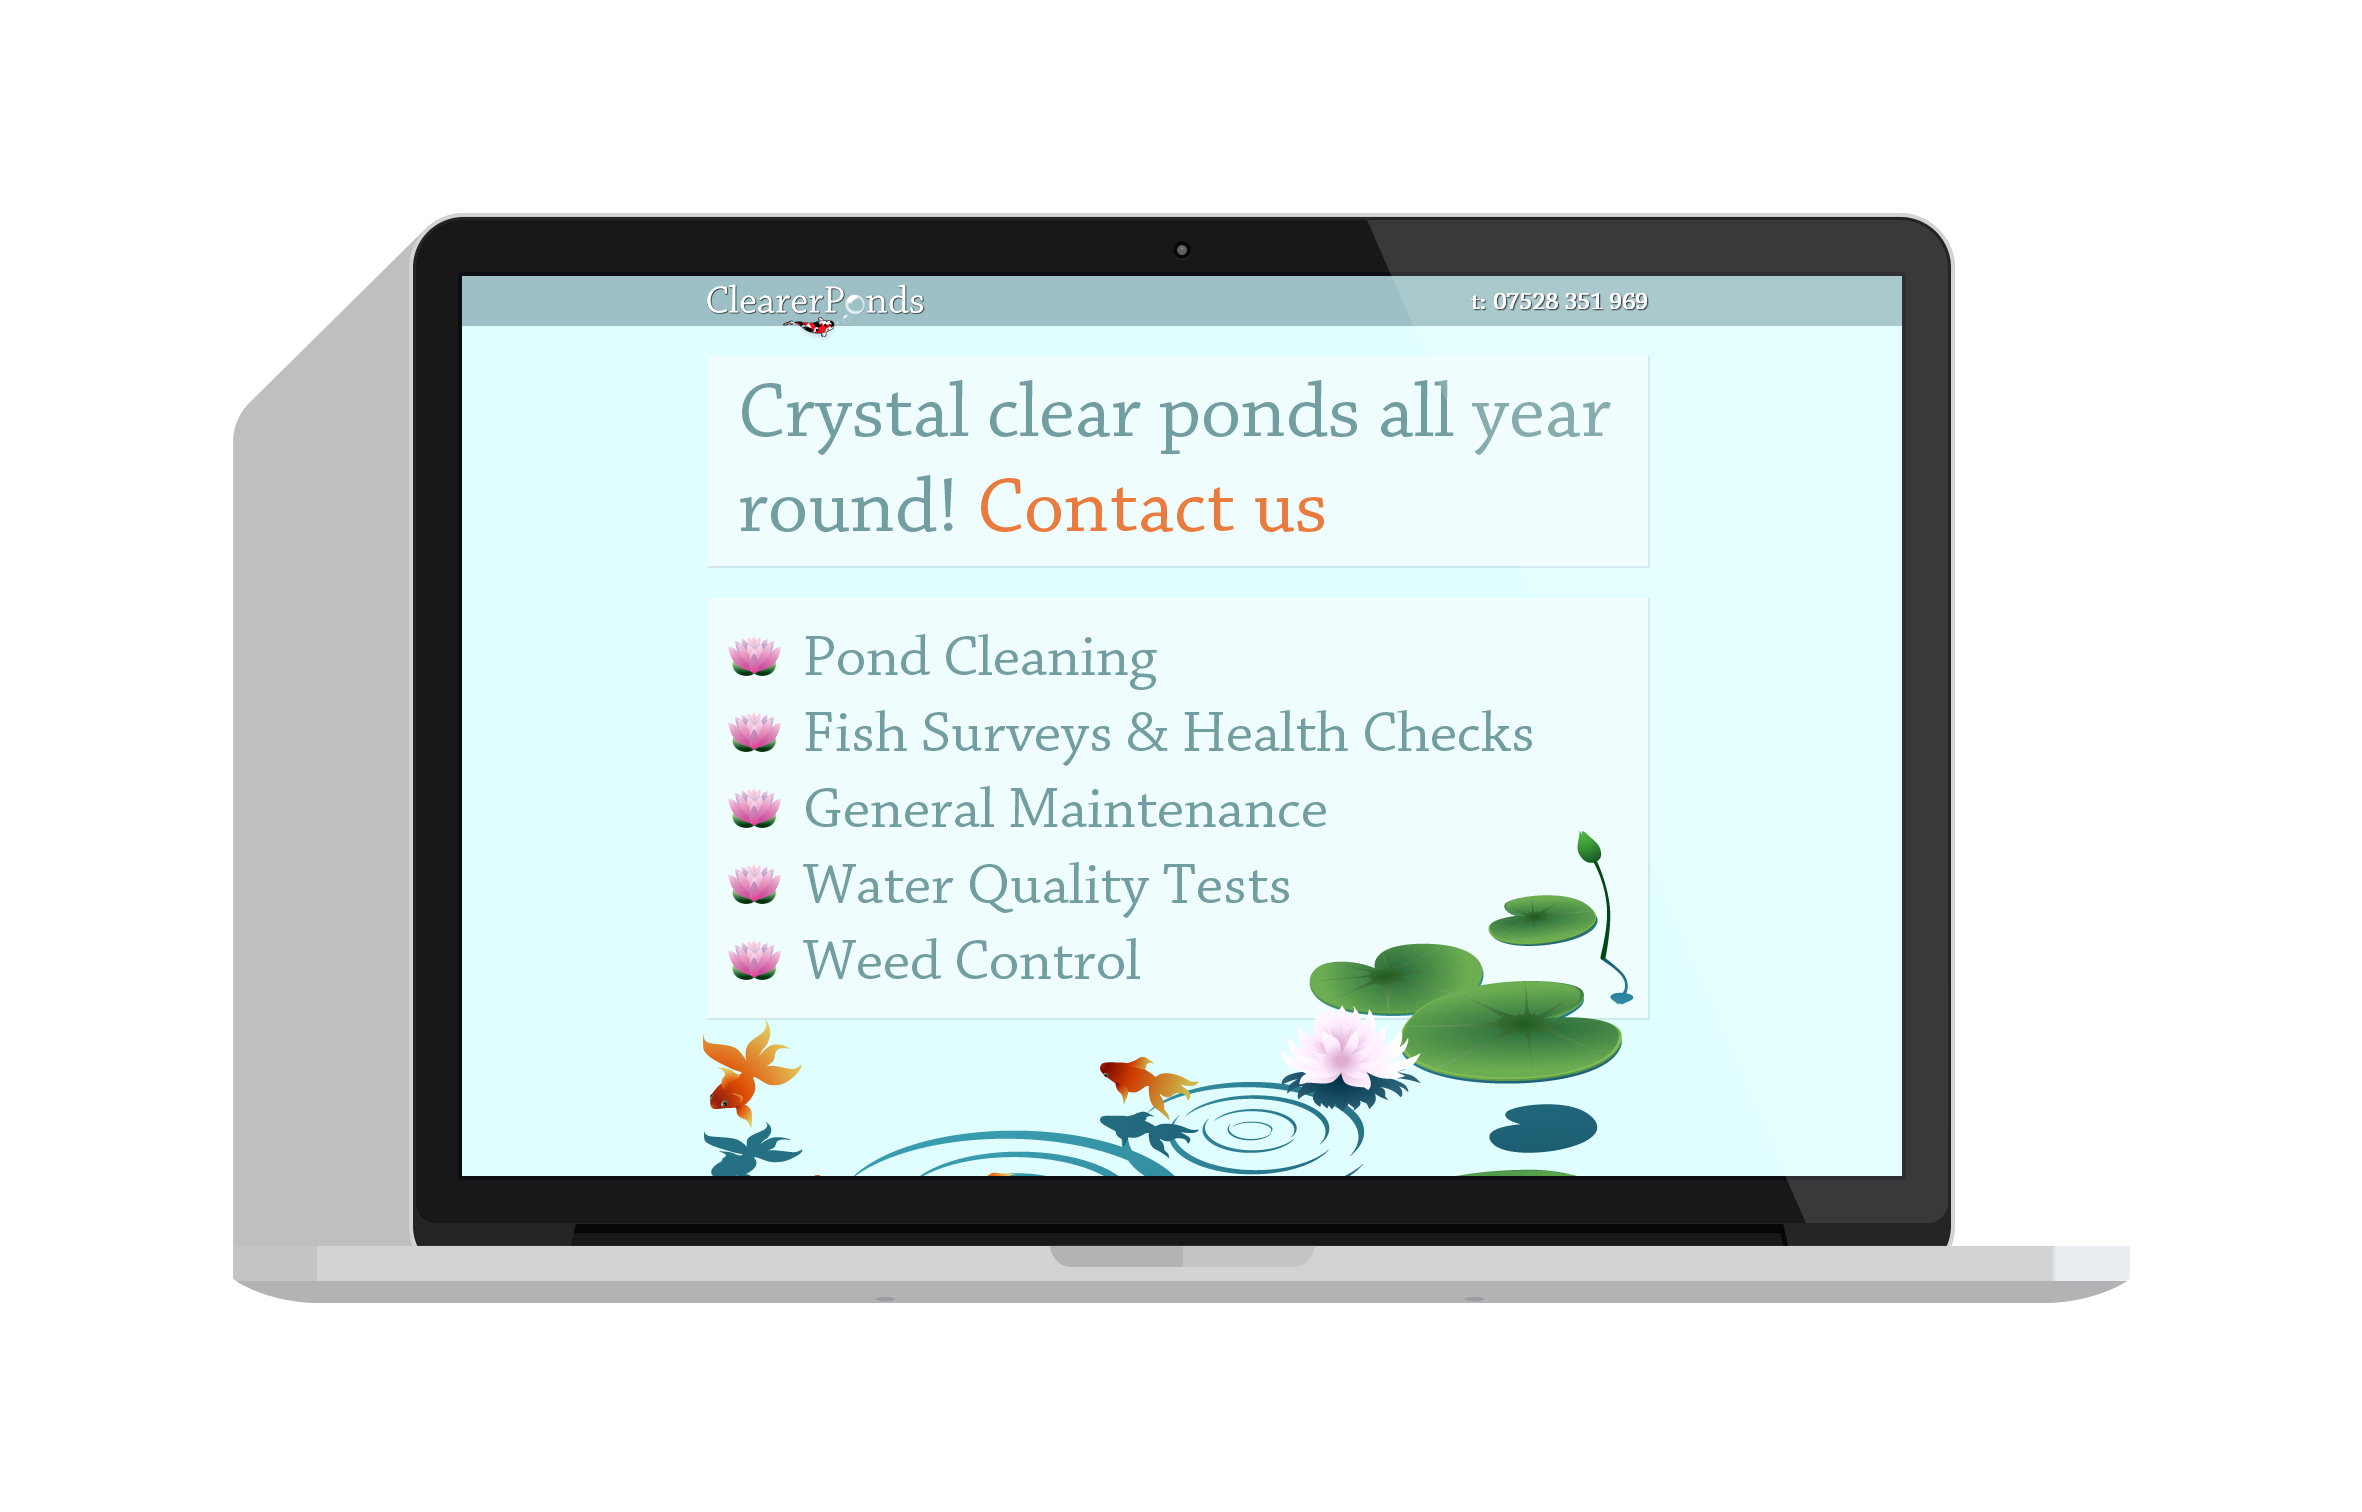 ClearerPonds
t: 07528 351 969
Crystal clear ponds all year
round! Contact us
Pond Cleaning
Fish Surveys & Health Checks
General Maintenance
Water Quality Tests
Weed Control